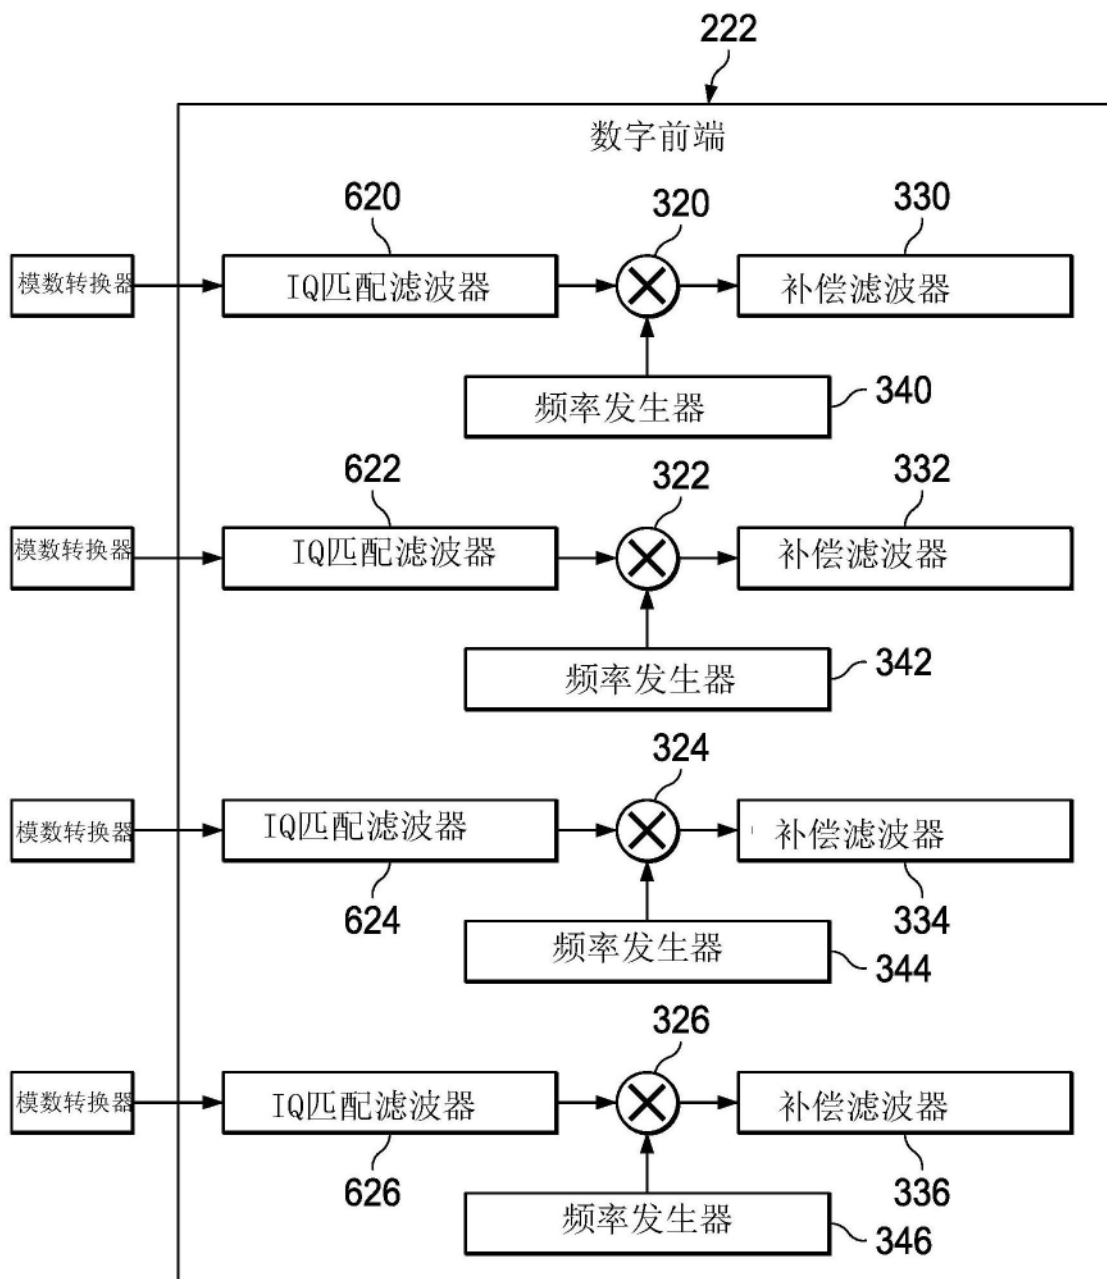 222
数字前端
620
320
330
模数转换器
IQ匹配滤波器
补偿滤波器
频率发生器
340
622
322
332
模数转换器
IQ匹配滤波器
补偿滤波器
频率发生器
342
324
模数转换器
IQ匹配滤波器
补偿滤波器
624
334
频率发生器
344
326
模数转换器
IQ匹配滤波器
补偿滤波器
626
336
频率发生器
346